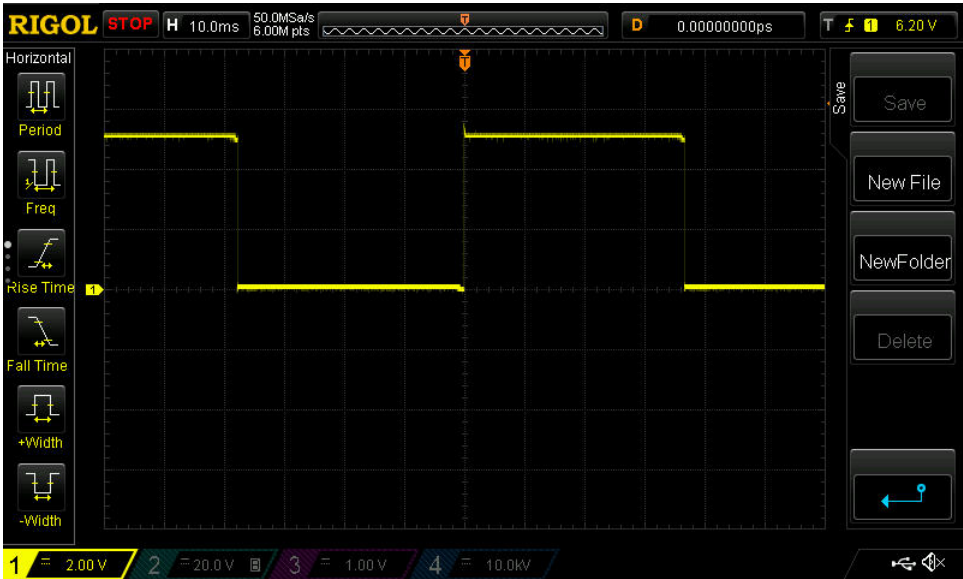 RIGOL STOP H 10.0ms 50.0MSa/s 6.00M pts D 0.00000000ps T 1 6.20 V
Horizontal
T
Save
Save
Period
New File
Freq
NewFolder
Rise Time
1
Delete
Fall Time
+Width
-Width
1 = 2.00 V 2 = 20.0 V B 3 = 1.00 V 4 = 10.0kV